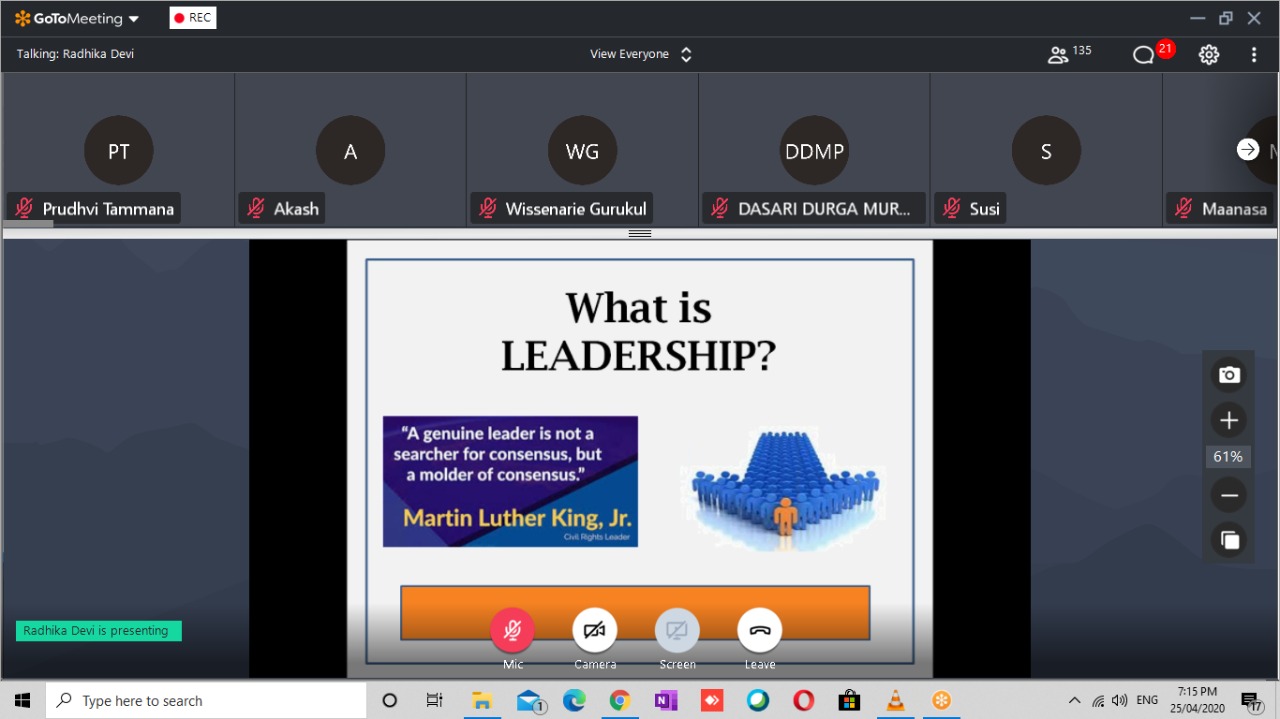 GoToMeeting
REC
Talking: Radhika Devi
View Everyone
135
21
PT
A
WG
DDMP
S
Prudhvi Tammana
Akash
Wissenarie Gurukul
DASARI DURGA MUR...
Susi
Maanasa
What is
LEADERSHIP?
“A genuine leader is not a
searcher for consensus, but
a molder of consensus.”
Martin Luther King, Jr.
Civil Rights Leader
61%
Radhika Devi is presenting
Mic
Camera
Screen
Leave
Type here to search
1
ENG
7:15 PM
25/04/2020
17